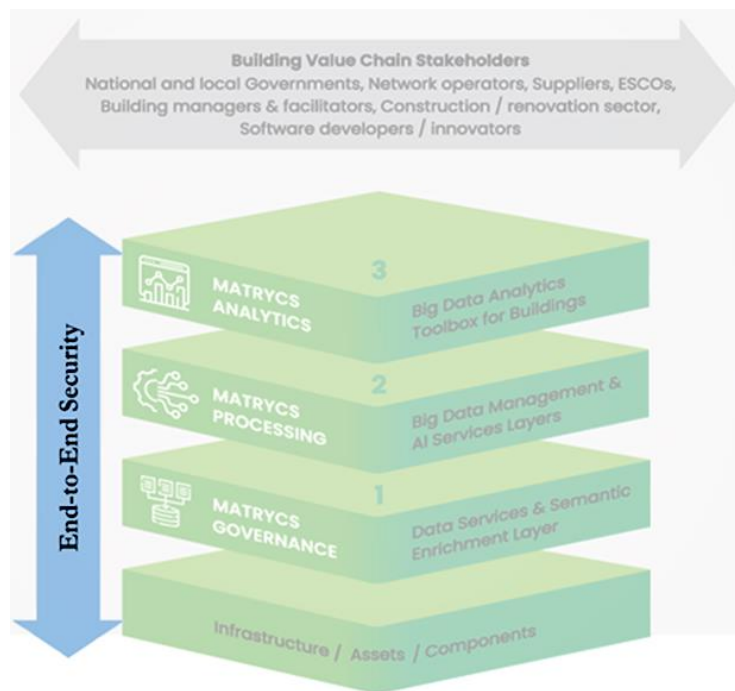 Building Value Chain Stakeholders
National and local Governments, Network operators, Suppliers, ESCOs,
Building managers & facilitators, Construction / renovation sector,
Software developers / innovators
End-to-End Security
3
MATRYCS
ANALYTICS
Big Data Analytics
Toolbox for Buildings
2
MATRYCS
PROCESSING
Big Data Management &
AI Services Layers
1
MATRYCS
GOVERNANCE
Data Services & Semantic
Enrichment Layer
Infrastructure / Assets / Components